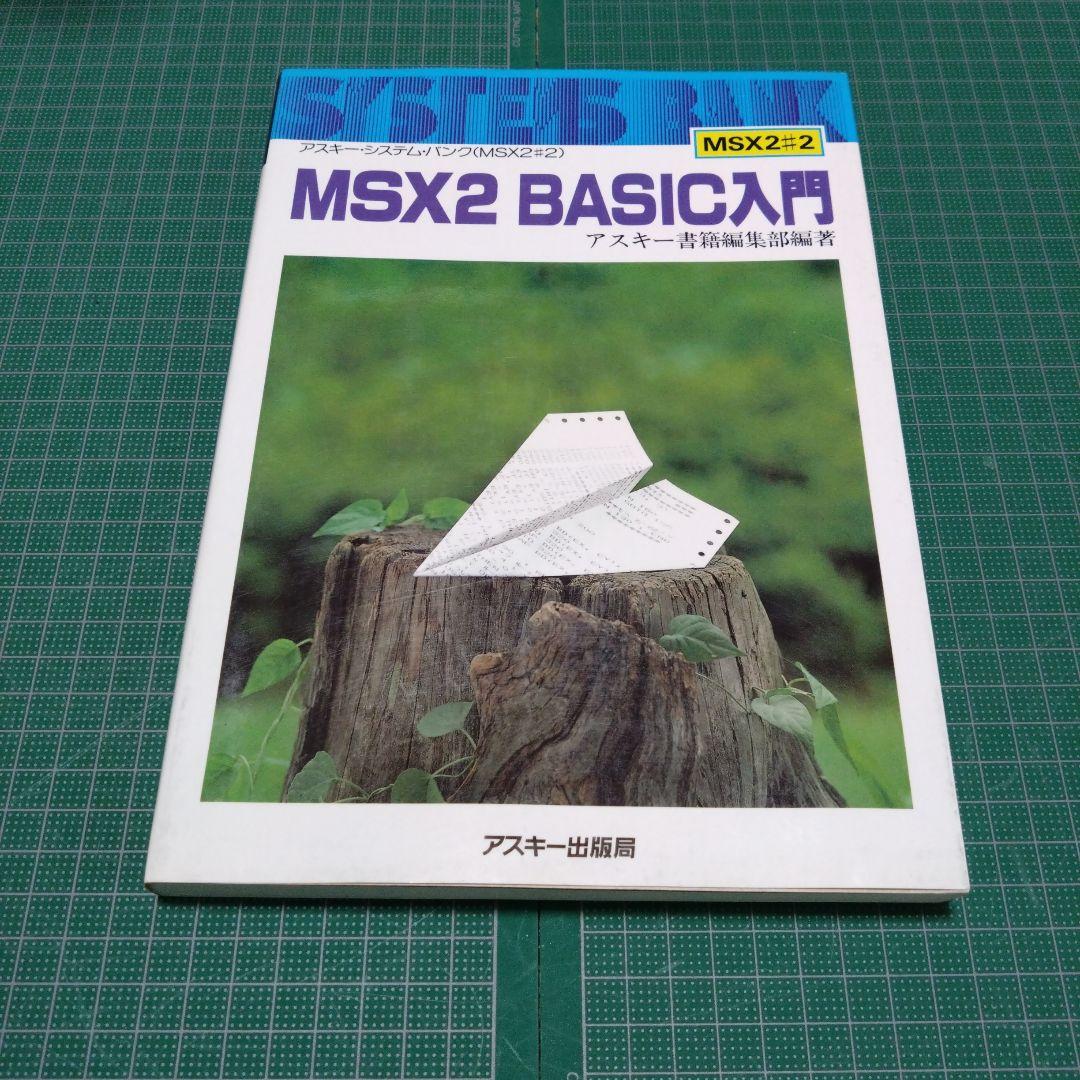 SYSTEMS BANK
MSX2♯2
アスキー・システム・バンク(MSX2♯2)
MSX2 BASIC入門
アスキー書籍編集部編著
アスキー出版局